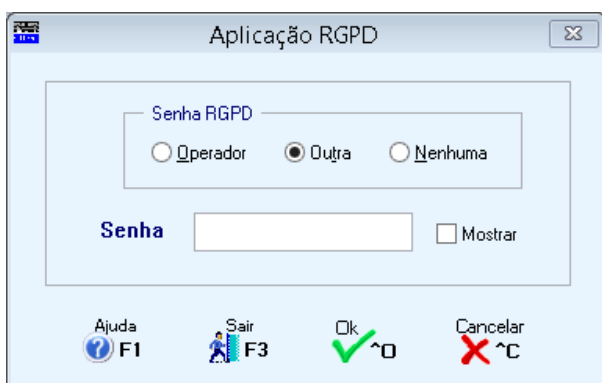 Aplicação RGPD
Senha RGPD
Operador Outra Nenhuma
Senha Mostrar
Ajuda Sair Ok Cancelar
F1 F3 ^O ^C